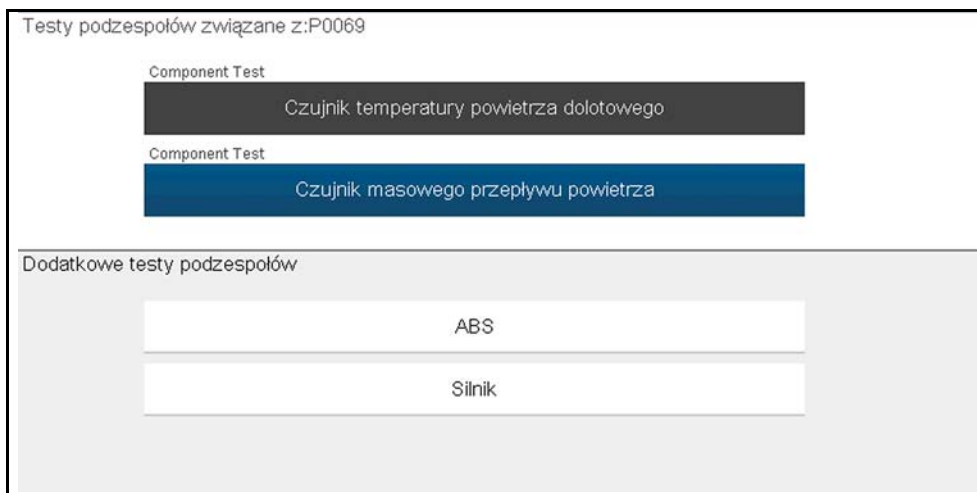 Testy podzespołów związane z:P0069
Component Test
Czujnik temperatury powietrza dolotowego
Component Test
Czujnik masowego przepływu powietrza
Dodatkowe testy podzespołów
ABS
Silnik